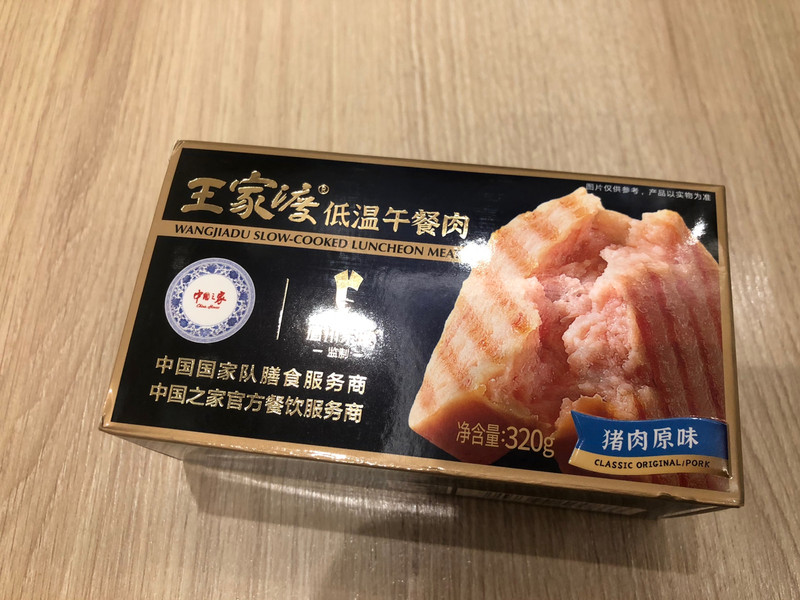 图片仅供参考，产品以实物为准
王家渡®低温午餐肉
WANGJIADU SLOW-COOKED LUNCHEON MEAT
中国之家
China House
监制
中国国家队膳食服务商
中国之家官方餐饮服务商
净含量:320g
猪肉原味
CLASSIC ORIGINAL/PORK